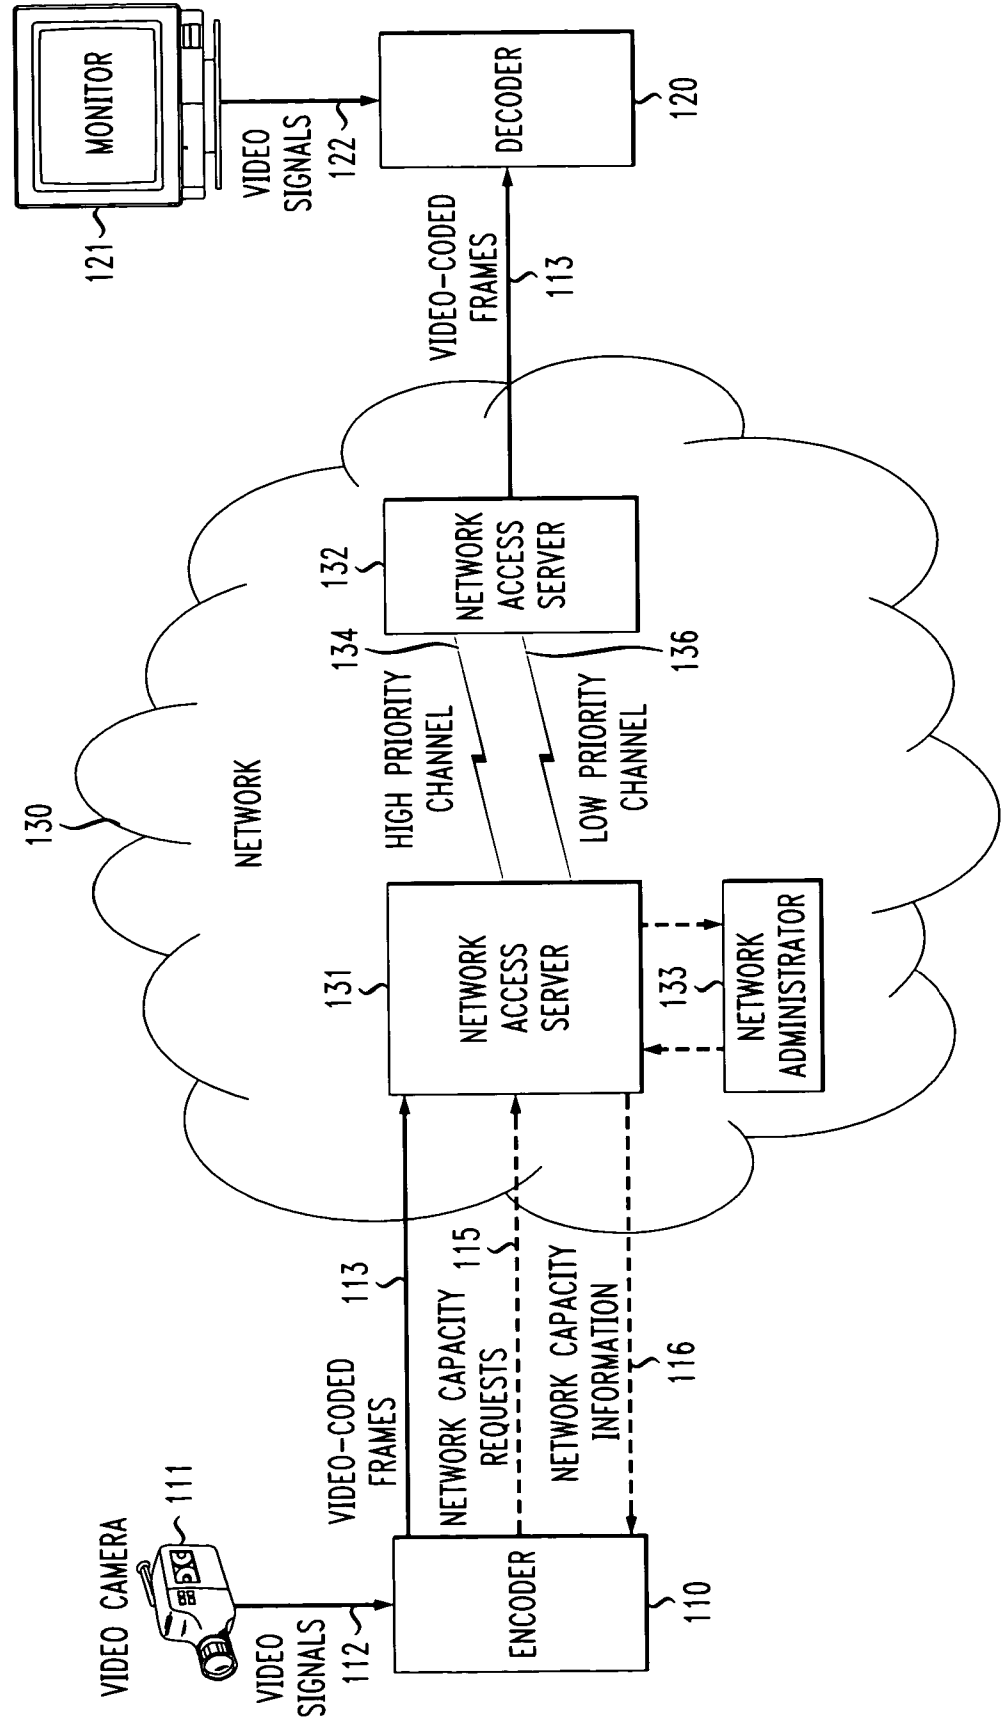 130
NETWORK
VIDEO CAMERA
111
VIDEO
SIGNALS
112
ENCODER
110
VIDEO-CODED
FRAMES
113
NETWORK CAPACITY
REQUESTS
115
NETWORK CAPACITY
INFORMATION
116
131
NETWORK
ACCESS
SERVER
133
NETWORK
ADMINISTRATOR
HIGH PRIORITY
CHANNEL
134
LOW PRIORITY
CHANNEL
136
132
NETWORK
ACCESS
SERVER
VIDEO-CODED
FRAMES
113
121
MONITOR
VIDEO
SIGNALS
122
DECODER
120